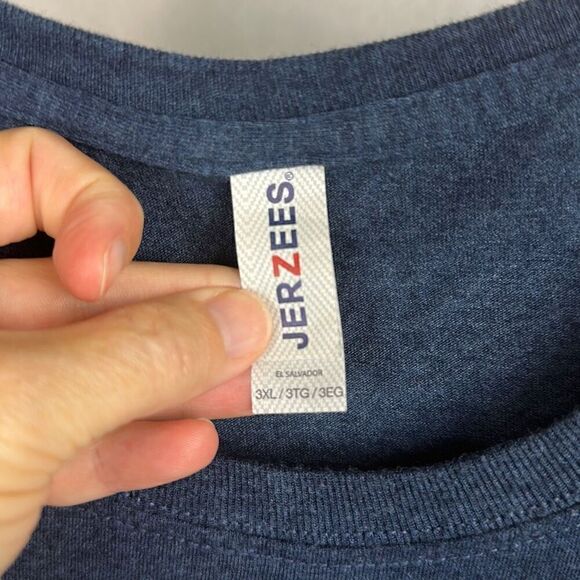 JERZEES®
EL SALVADOR
3XL / 3TG / 3EG